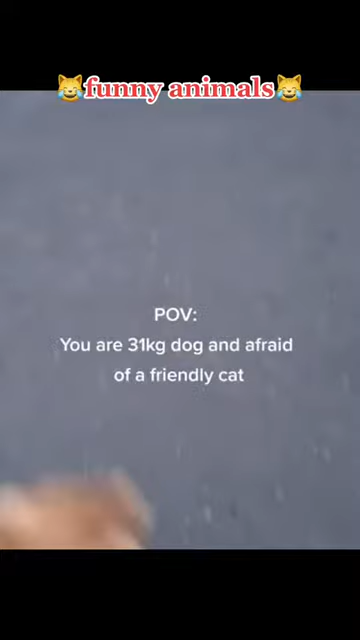 😹funny animals😹
POV:
You are 31kg dog and afraid
of a friendly cat